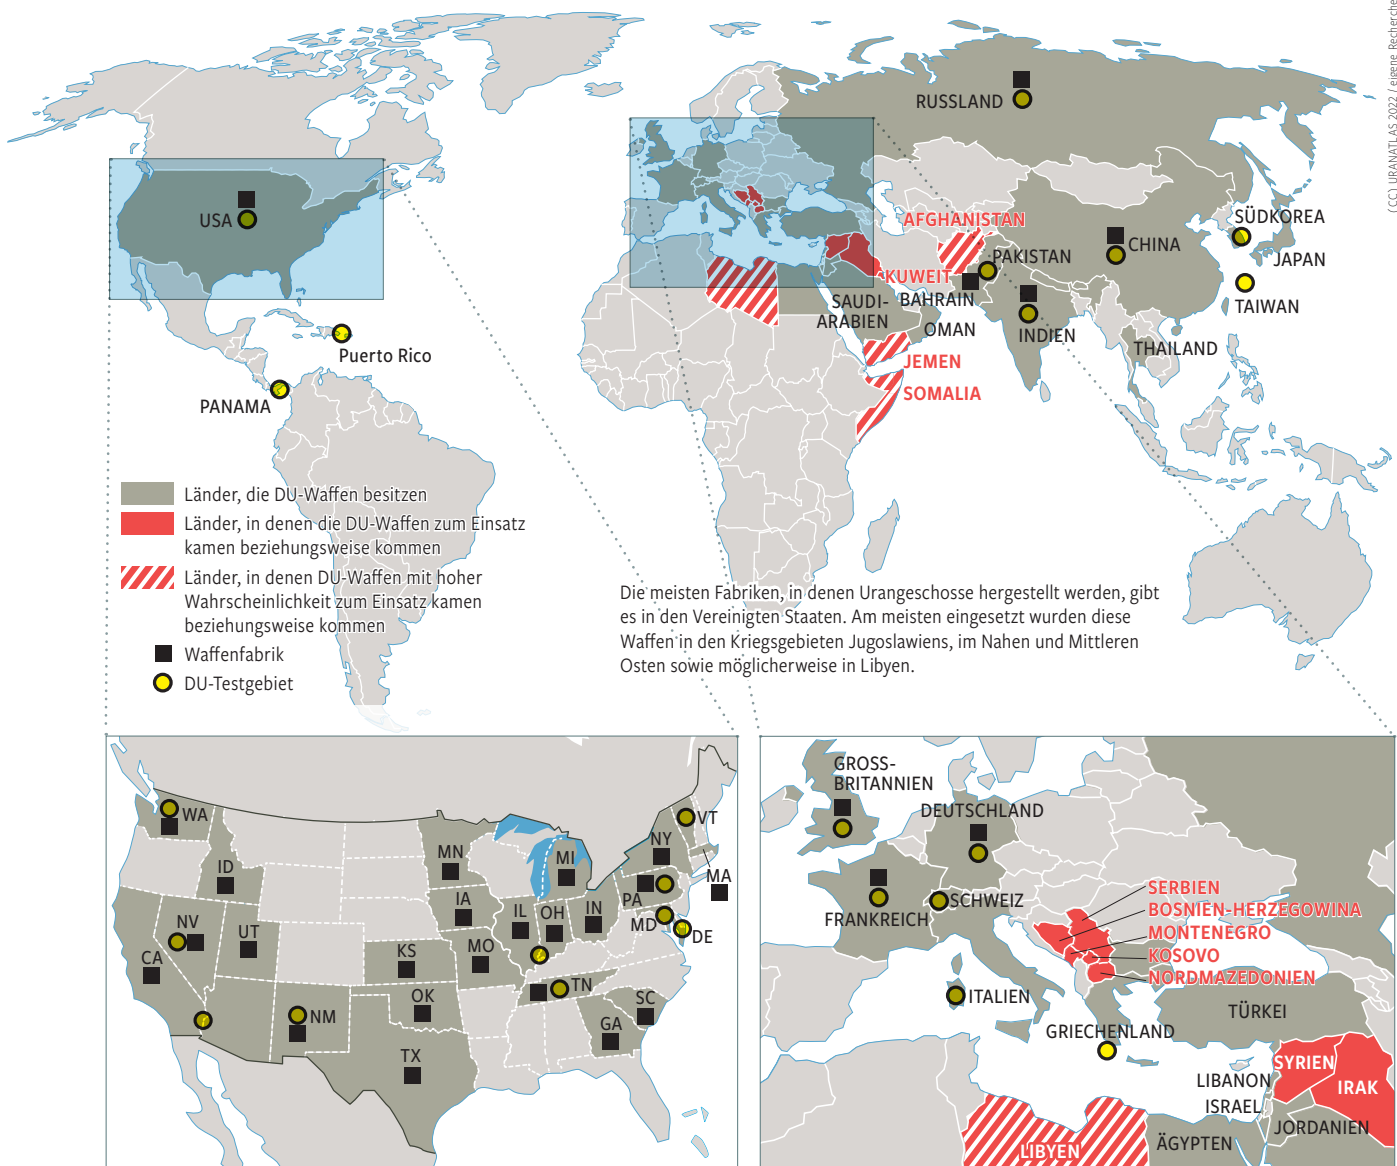 (CC) URANATLAS 2022 / eigene Recherche
RUSSLAND
USA
AFGHANISTAN
SÜDKOREA
CHINA
PAKISTAN
JAPAN
KUWEIT
SAUDI-
ARABIEN
BAHRAIN
OMAN
INDIEN
TAIWAN
THAILAND
Puerto Rico
JEMEN
SOMALIA
PANAMA
Länder, die DU-Waffen besitzen
Länder, in denen die DU-Waffen zum Einsatz
kamen beziehungsweise kommen
Länder, in denen DU-Waffen mit hoher
Wahrscheinlichkeit zum Einsatz kamen
beziehungsweise kommen
Waffenfabrik
DU-Testgebiet
Die meisten Fabriken, in denen Urangeschosse hergestellt werden, gibt
es in den Vereinigten Staaten. Am meisten eingesetzt wurden diese
Waffen in den Kriegsgebieten Jugoslawiens, im Nahen und Mittleren
Osten sowie möglicherweise in Libyen.
WA
VT
NY
MN
MI
ID
MA
PA
IA
IL
OH
IN
MD
DE
NV
UT
CA
KS
MO
TN
OK
SC
NM
GA
TX
GROSS-
BRITANNIEN
DEUTSCHLAND
SCHWEIZ
FRANKREICH
SERBIEN
BOSNIEN-HERZEGOWINA
MONTENEGRO
KOSOVO
NORDMAZEDONIEN
ITALIEN
TÜRKEI
GRIECHENLAND
SYRIEN
LIBANON
IRAK
ISRAEL
JORDANIEN
ÄGYPTEN
LIBYEN